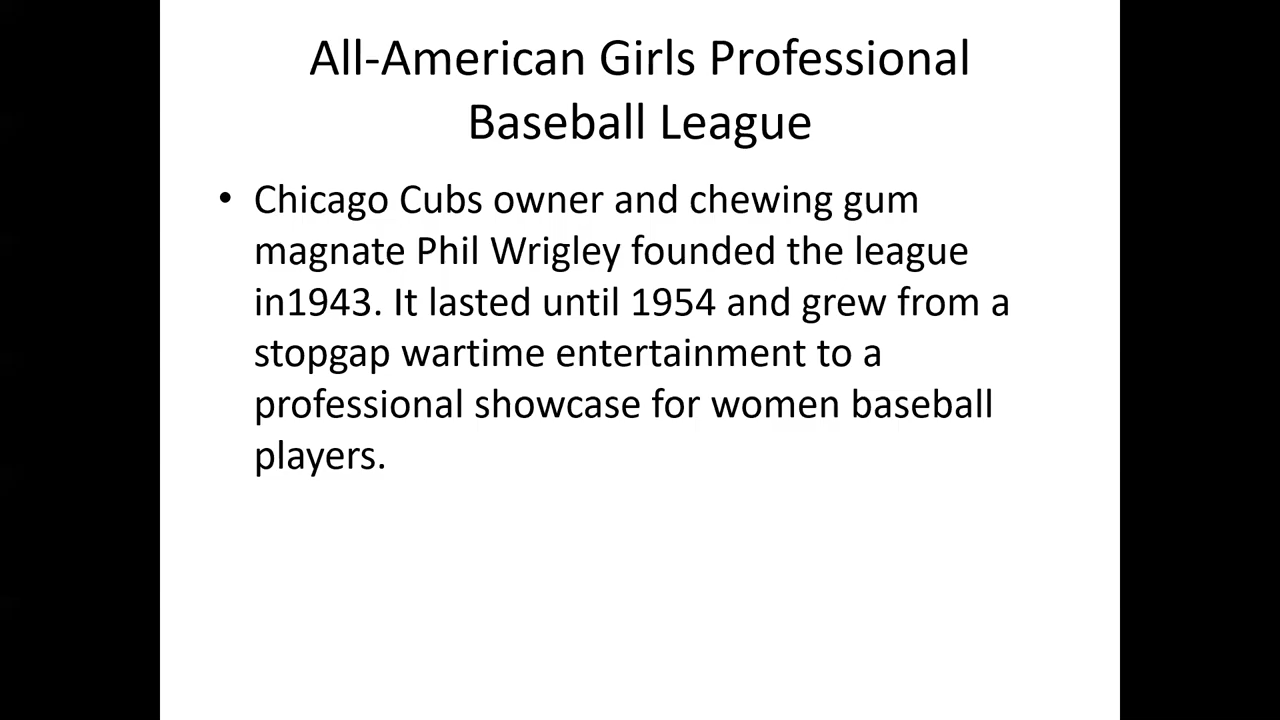 All-American Girls Professional
Baseball League
• Chicago Cubs owner and chewing gum
magnate Phil Wrigley founded the league
in1943. It lasted until 1954 and grew from a
stopgap wartime entertainment to a
professional showcase for women baseball
players.